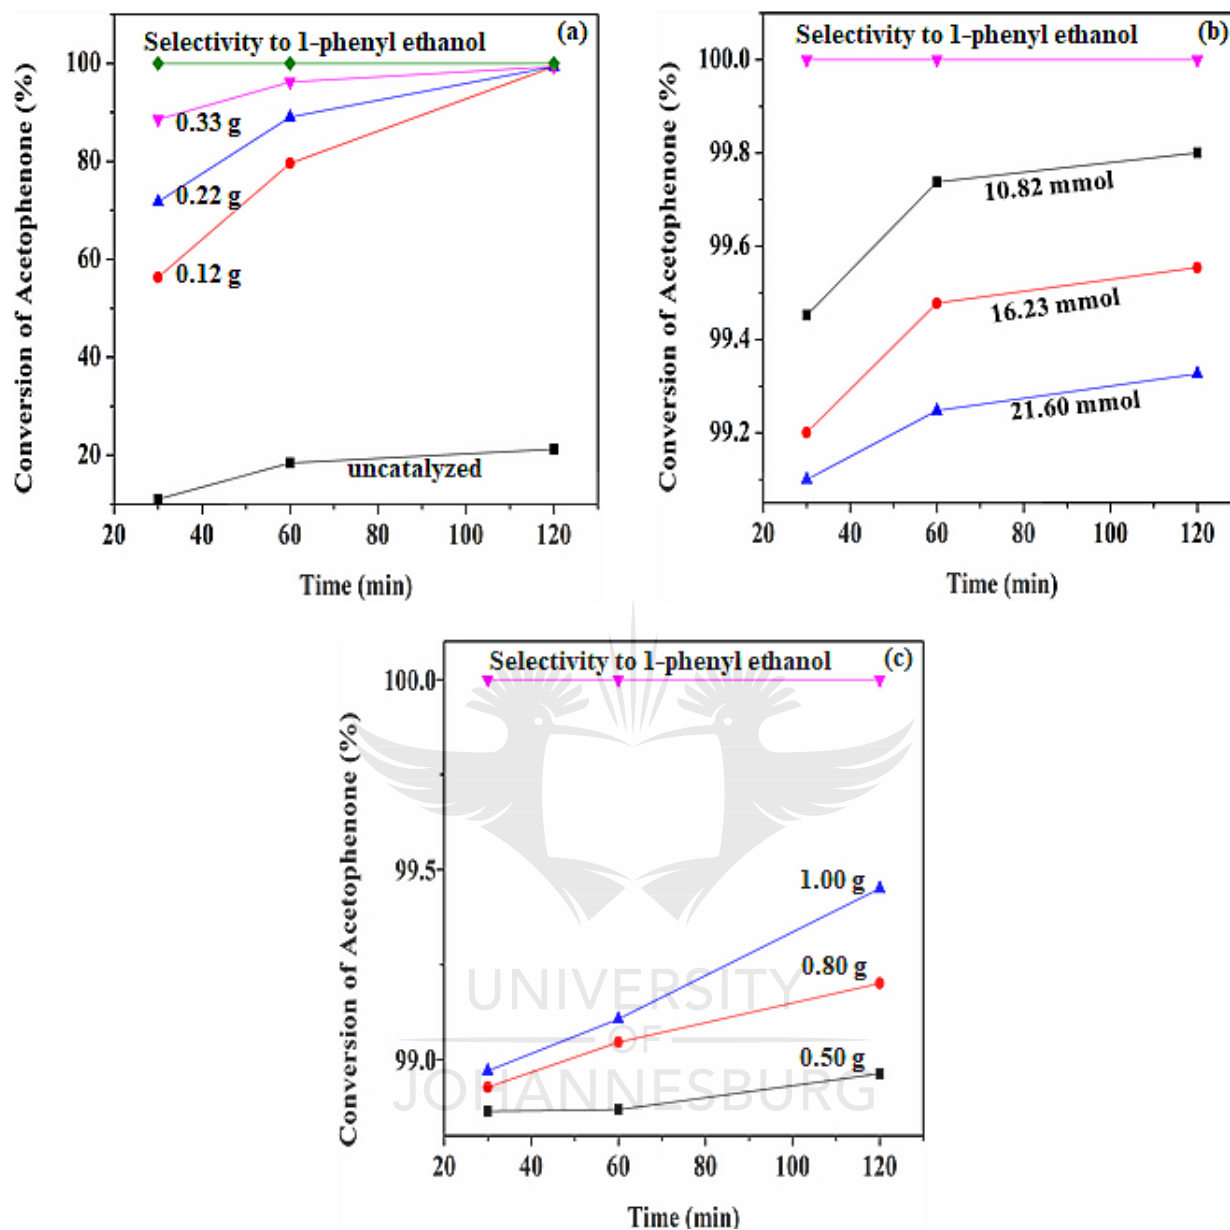 Selectivity to 1-phenyl ethanol
(a)
100
80
60
40
20
0.33 g
0.22 g
0.12 g
uncatalyzed
20 40 60 80 100 120
Time (min)
Conversion of Acetophenone (%)
Selectivity to 1-phenyl ethanol
(b)
100.0
99.8
99.6
99.4
99.2
10.82 mmol
16.23 mmol
21.60 mmol
20 40 60 80 100 120
Time (min)
Conversion of Acetophenone (%)
Selectivity to 1-phenyl ethanol
(c)
100.0
99.5
99.0
1.00 g
0.80 g
0.50 g
20 40 60 80 100 120
Time (min)
Conversion of Acetophenone (%)
UNIVERSITY
OF
JOHANNESBURG